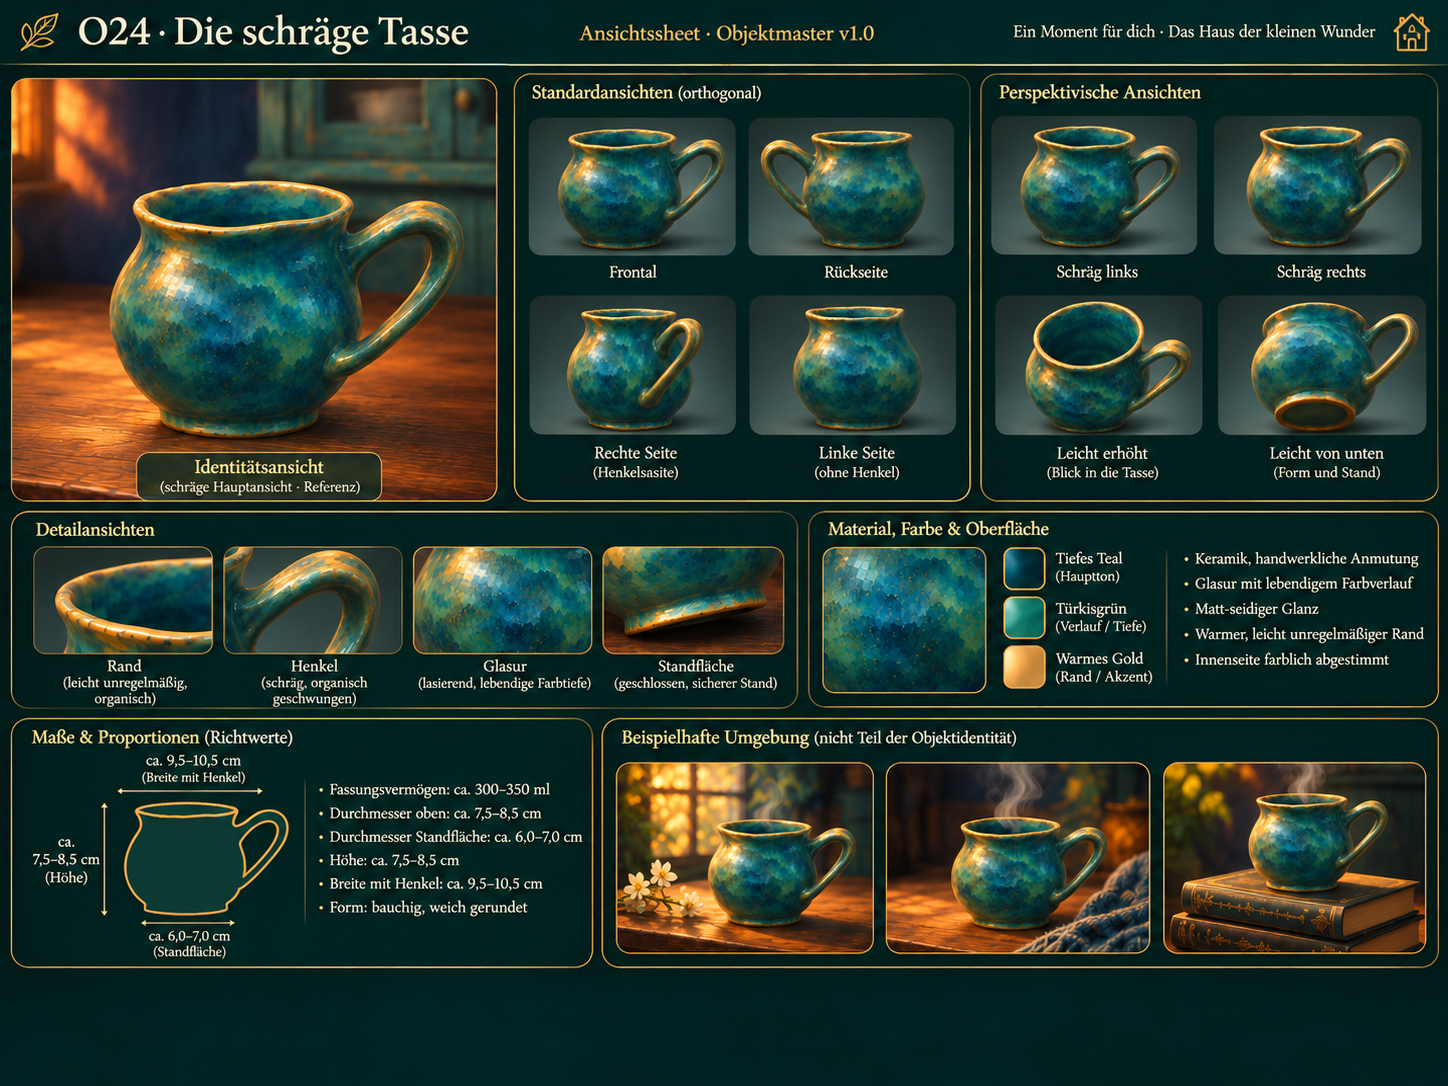 O24 · Die schräge Tasse
Ansichtssheet · Objektmaster v1.0
Ein Moment für dich · Das Haus der kleinen Wunder
Identitätsansicht
(schräge Hauptansicht · Referenz)
Standardansichten (orthogonal)
Frontal
Rückseite
Rechte Seite
(Henkelsasite)
Linke Seite
(ohne Henkel)
Perspektivische Ansichten
Schräg links
Schräg rechts
Leicht erhöht
(Blick in die Tasse)
Leicht von unten
(Form und Stand)
Detailansichten
Rand
(leicht unregelmäßig,
organisch)
Henkel
(schräg, organisch
geschwungen)
Glasur
(lasierend, lebendige Farbtiefe)
Standfläche
(geschlossen, sicherer Stand)
Material, Farbe & Oberfläche
Tiefes Teal
(Hauptton)
Türkisgrün
(Verlauf / Tiefe)
Warmes Gold
(Rand / Akzent)
• Keramik, handwerkliche Anmutung
• Glasur mit lebendigem Farbverlauf
• Matt-seidiger Glanz
• Warmer, leicht unregelmäßiger Rand
• Innenseite farblich abgestimmt
Maße & Proportionen (Richtwerte)
ca. 9,5–10,5 cm
(Breite mit Henkel)
ca.
7,5–8,5 cm
(Höhe)
ca. 6,0–7,0 cm
(Standfläche)
• Fassungsvermögen: ca. 300–350 ml
• Durchmesser oben: ca. 7,5–8,5 cm
• Durchmesser Standfläche: ca. 6,0–7,0 cm
• Höhe: ca. 7,5–8,5 cm
• Breite mit Henkel: ca. 9,5–10,5 cm
• Form: bauchig, weich gerundet
Beispielhafte Umgebung (nicht Teil der Objektidentität)